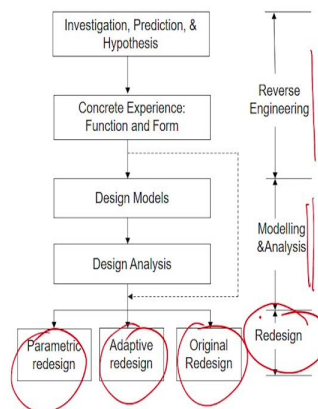 Investigation, Prediction, &
Hypothesis
Concrete Experience:
Function and Form
Reverse
Engineering
Design Models
Modelling
&Analysis
Design Analysis
Parametric
redesign
Adaptive
redesign
Original
Redesign
Redesign